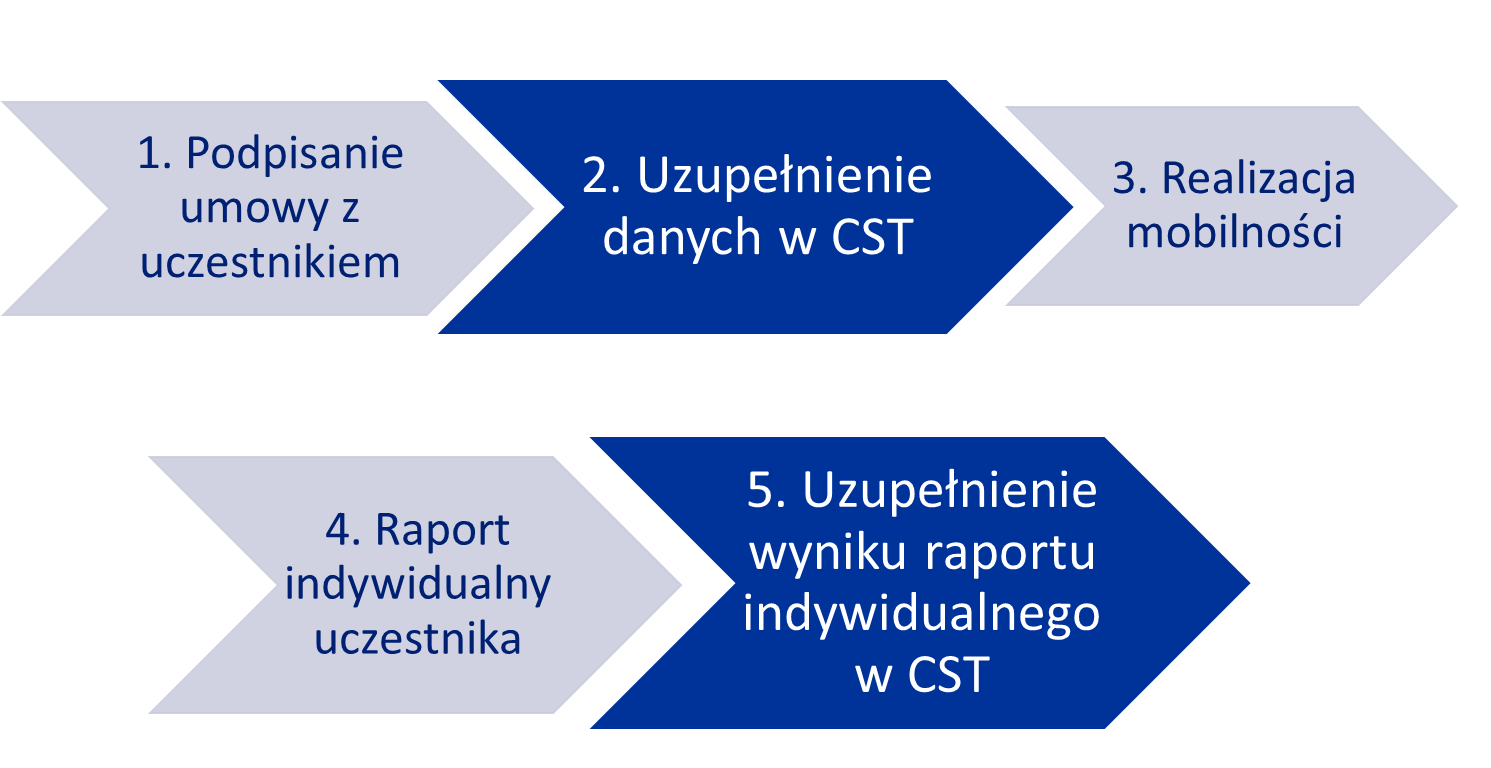 1. Podpisanie
umowy z
uczestnikiem
2. Uzupełnienie
danych w CST
3. Realizacja
mobilności
4. Raport
indywidualny
uczestnika
5. Uzupełnienie
wyniku raportu
indywidualnego
w CST